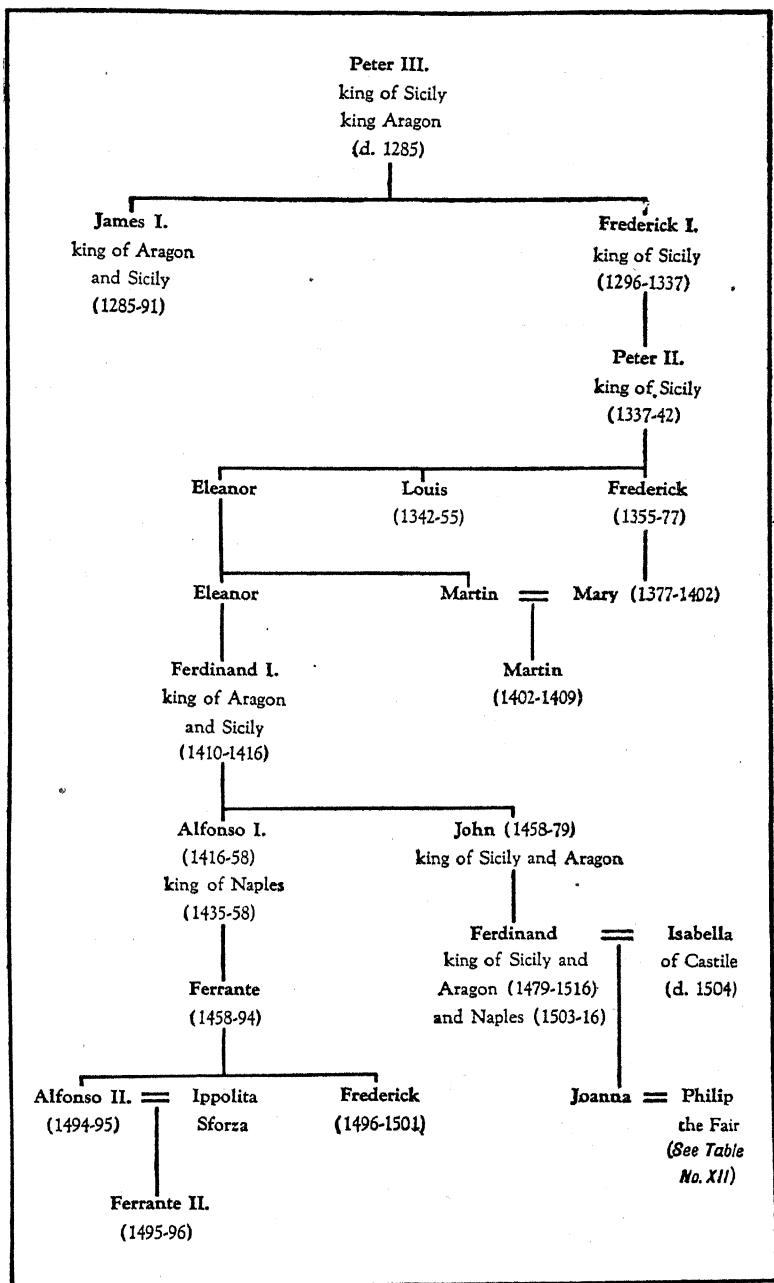 Peter III.
king of Sicily
king Aragon
(d. 1285)
James I.
king of Aragon
and Sicily
(1285-91)
Frederick I.
king of Sicily
(1296-1337)
Peter II.
king of Sicily
(1337-42)
Eleanor
Louis
(1342-55)
Frederick
(1355-77)
Eleanor
Martin = Mary (1377-1402)
Ferdinand I.
king of Aragon
and Sicily
(1410-1416)
Martin
(1402-1409)
Alfonso I.
(1416-58)
king of Naples
(1435-58)
John (1458-79)
king of Sicily and Aragon
Ferdinand = Isabella
king of Sicily and
Aragon (1479-1516)
and Naples (1503-16)
of Castile
(d. 1504)
Ferrante
(1458-94)
Alfonso II. = Ippolita
(1494-95)
Sforza
Frederick
(1496-1501)
Joanna = Philip
the Fair
(See Table
No. XII)
Ferrante II.
(1495-96)